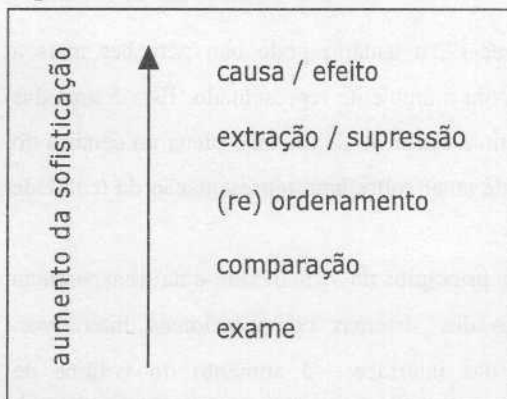 aumento da sofisticação
causa / efeito
extração / supressão
(re) ordenamento
comparação
exame